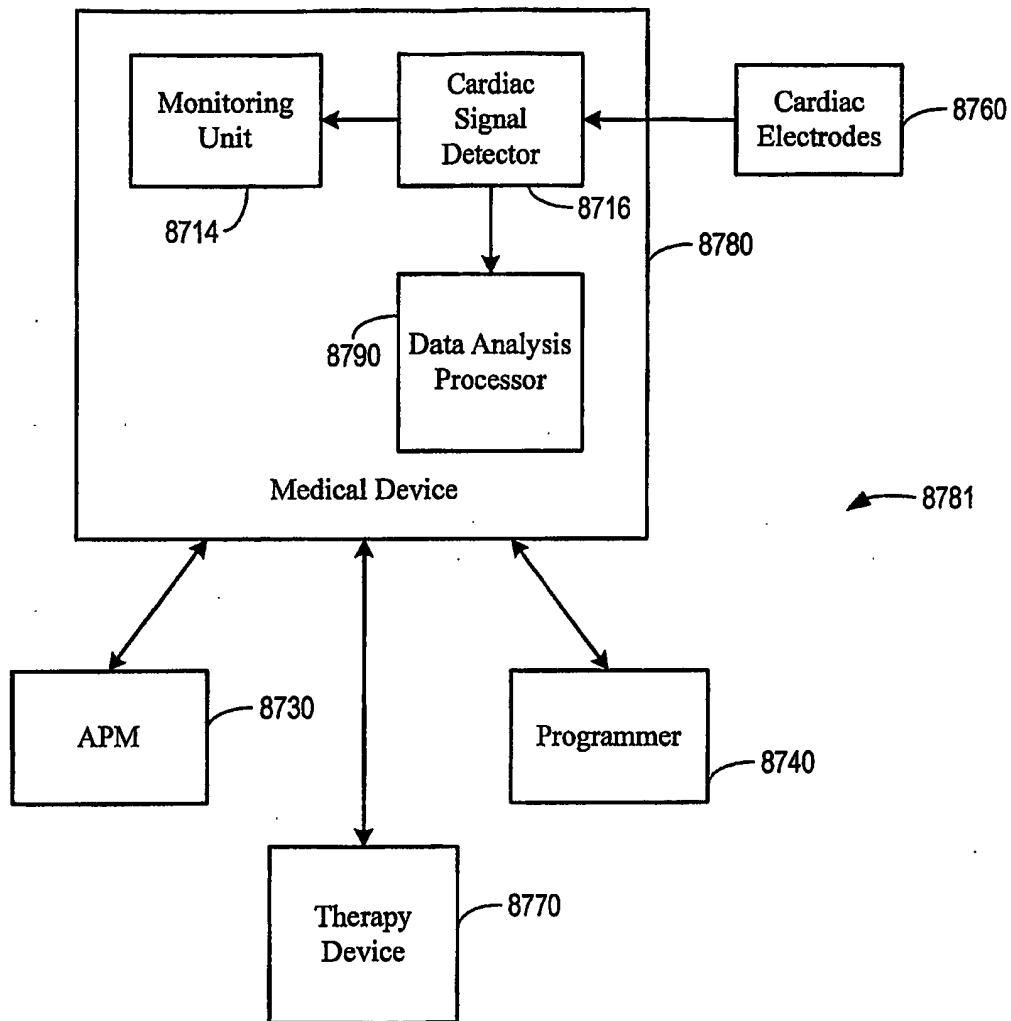 Monitoring
Unit
8714
Cardiac
Signal
Detector
8716
Cardiac
Electrodes
8760
8780
8790
Data Analysis
Processor
Medical Device
8781
APM
8730
Programmer
8740
Therapy
Device
8770